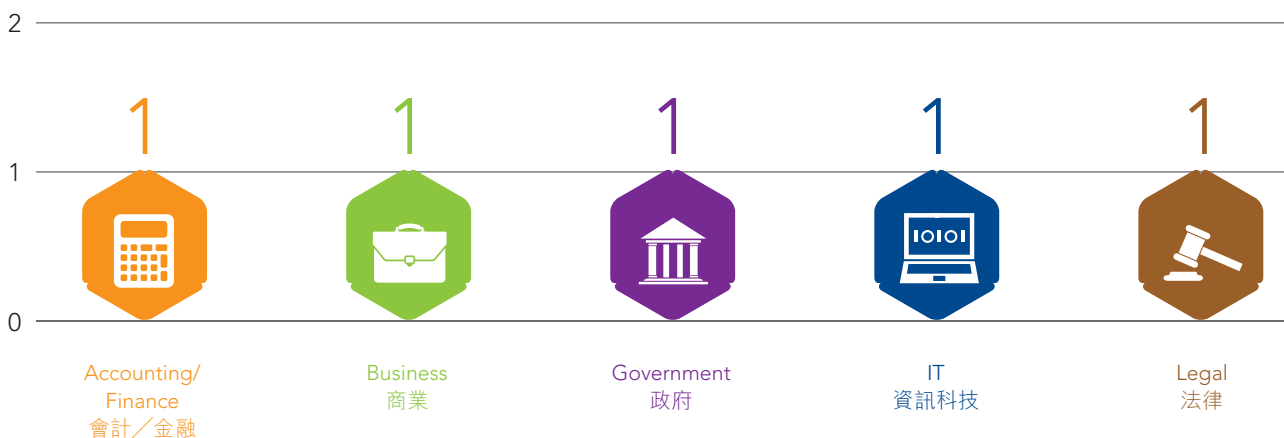 2
1 1 1 1 1
1
10101
0
Accounting/
Finance
會計／金融
Business
商業
Government
政府
IT
資訊科技
Legal
法律